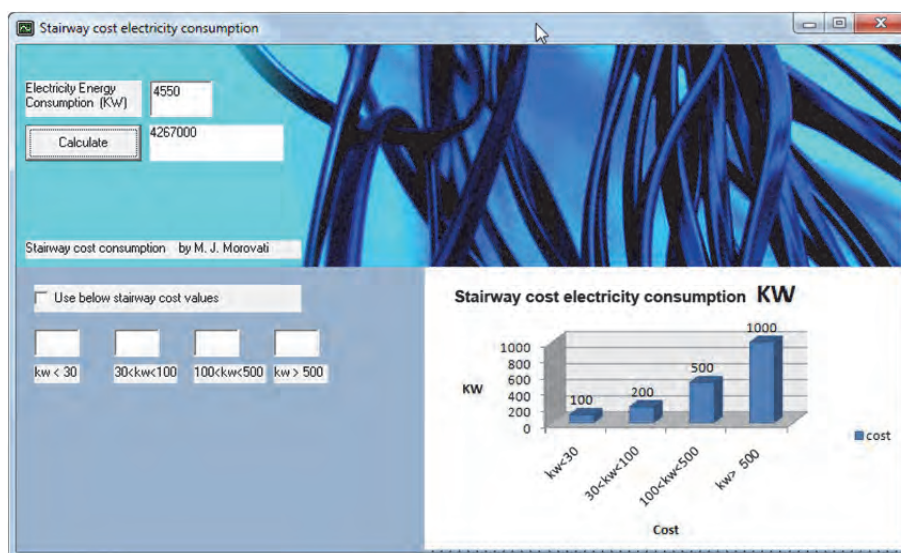 Stairway cost electricity consumption
Electricity Energy
Consumption (KW)
4550
Calculate
4267000
Stairway cost consumption by M. J. Morovati
Use below stairway cost values
kw < 30
30<kw<100
100<kw<500
kw > 500
Stairway cost electricity consumption KW
1000
500
200
100
1000
800
600
400
200
0
KW
cost
kw<30
30<kw<100
100<kw<500
kw> 500
Cost